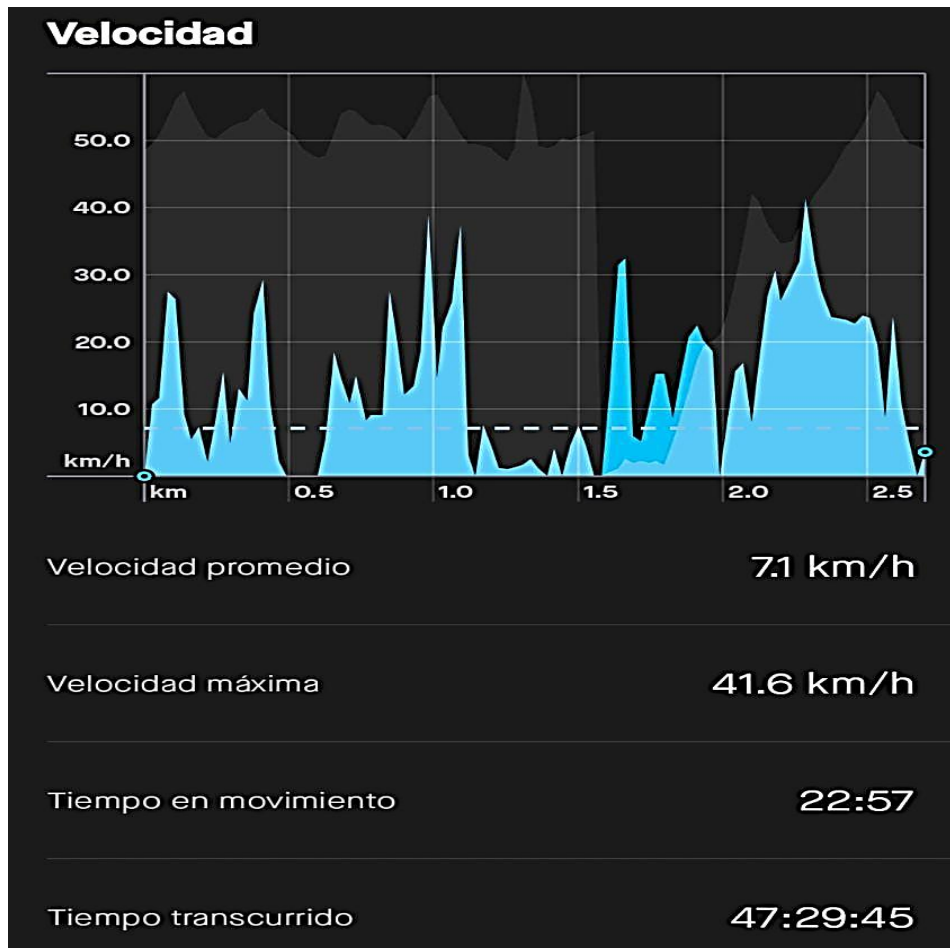 Velocidad
50.0
40.0
30.0
20.0
10.0
km/h
km 0.5 1.0 1.5 2.0 2.5
Velocidad promedio 7.1 km/h
Velocidad máxima 41.6 km/h
Tiempo en movimiento 22:57
Tiempo transcurrido 47:29:45